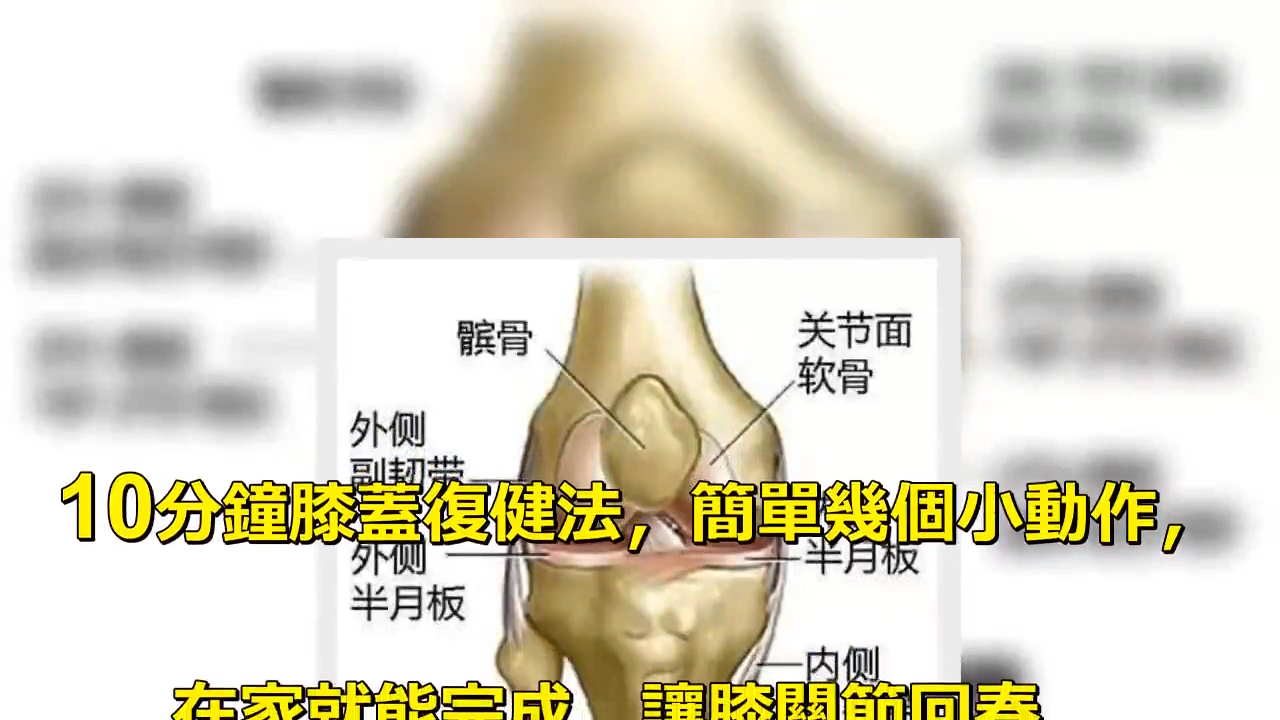 髌骨
关节面
软骨
外侧
副韧带
10分鐘膝蓋復健法，簡單幾個小動作，
外侧
半月板
半月板
内侧
在家就能完成，讓膝關節回春